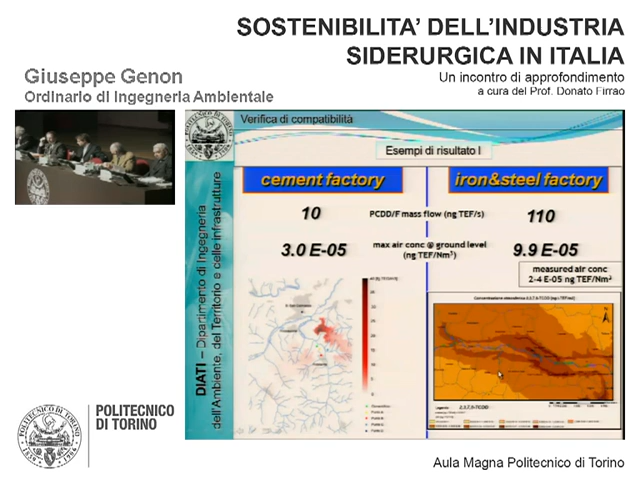 SOSTENIBILITA' DELL'INDUSTRIA
SIDERURGICA IN ITALIA
Un incontro di approfondimento
a cura del Prof. Donato Firrao
Giuseppe Genon
Ordinario di Ingegneria Ambientale
Verifica di compatibilità
Esempi di risultato I
cement factory
iron&steel factory
10
PCDD/F mass flow (ng TEF/s)
110
3.0 E-05
max air conc @ ground level
(ng TEF/Nm³)
9.9 E-05
measured air conc
2-4 E-05 ng TEF/Nm³
DIATI – Dipartimento di Ingegneria
dell'Ambiente, del Territorio e delle Infrastrutture
POLITECNICO
DI TORINO
Aula Magna Politecnico di Torino